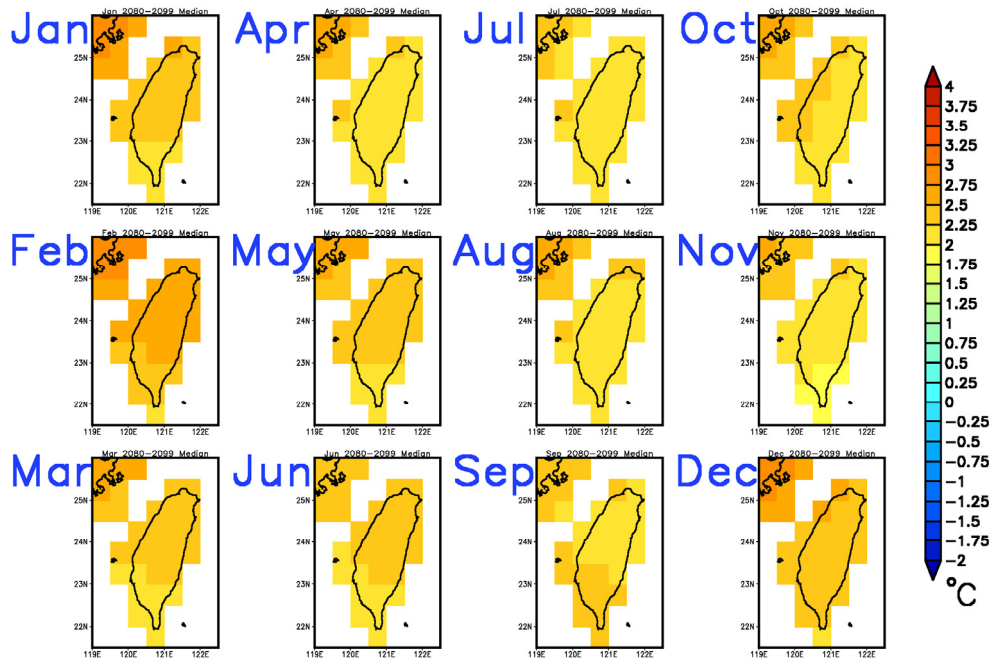 Jan 2080-2099 Median
Jan
25N
24N
23N
22N
119E 120E 121E 122E
Apr 2080-2099 Median
Apr
25N
24N
23N
22N
119E 120E 121E 122E
Jul 2080-2099 Median
Jul
25N
24N
23N
22N
119E 120E 121E 122E
Oct 2080-2099 Median
Oct
25N
24N
23N
22N
119E 120E 121E 122E
Feb 2080-2099 Median
Feb
25N
24N
23N
22N
119E 120E 121E 122E
May 2080-2099 Median
May
25N
24N
23N
22N
119E 120E 121E 122E
Aug 2080-2099 Median
Aug
25N
24N
23N
22N
119E 120E 121E 122E
Nov 2080-2099 Median
Nov
25N
24N
23N
22N
119E 120E 121E 122E
Mar 2080-2099 Median
Mar
25N
24N
23N
22N
119E 120E 121E 122E
Jun 2080-2099 Median
Jun
25N
24N
23N
22N
119E 120E 121E 122E
Sep 2080-2099 Median
Sep
25N
24N
23N
22N
119E 120E 121E 122E
Dec 2080-2099 Median
Dec
25N
24N
23N
22N
119E 120E 121E 122E
4
3.75
3.5
3.25
3
2.75
2.5
2.25
2
1.75
1.5
1.25
1
0.75
0.5
0.25
0
-0.25
-0.5
-0.75
-1
-1.25
-1.5
-1.75
-2
°C